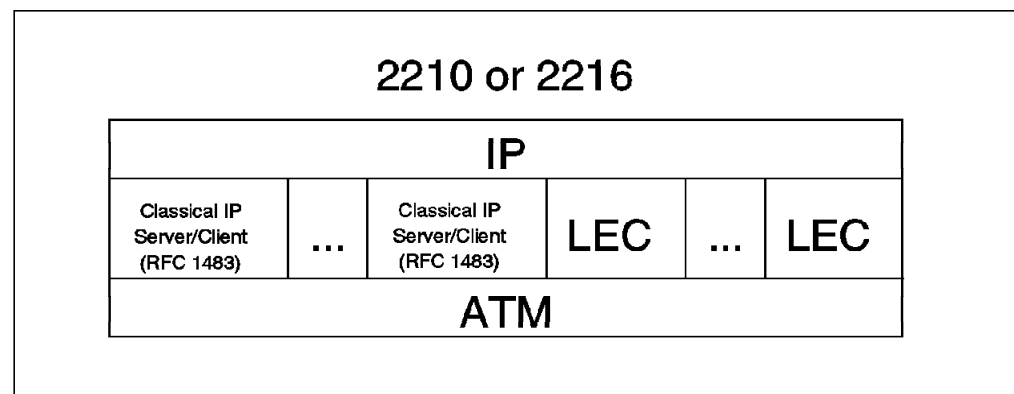 2210 or 2216
IP
Classical IP
Server/Client
(RFC 1483)
...
Classical IP
Server/Client
(RFC 1483)
LEC
...
LEC
ATM